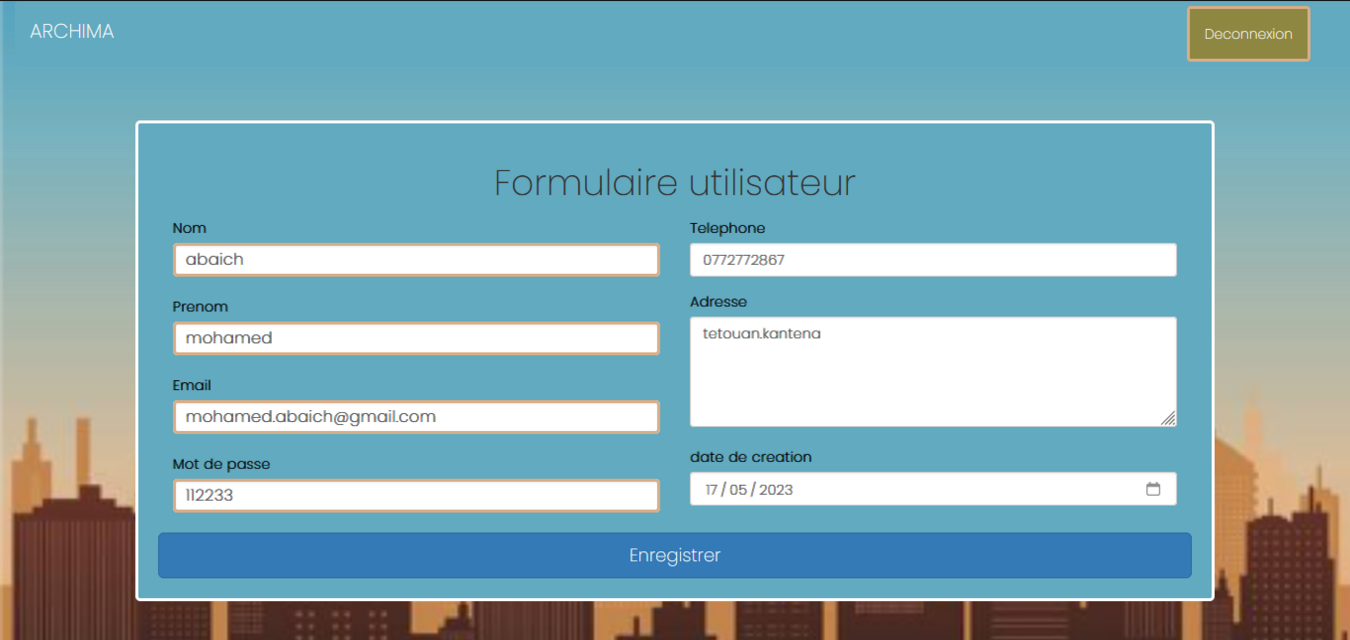 ARCHIMA
Deconnexion
Formulaire utilisateur
Nom
abaich
Prenom
mohamed
Email
mohamed.abaich@gmail.com
Mot de passe
112233
Telephone
0772772867
Adresse
tetouan.kantena
date de creation
17 / 05 / 2023
Enregistrer